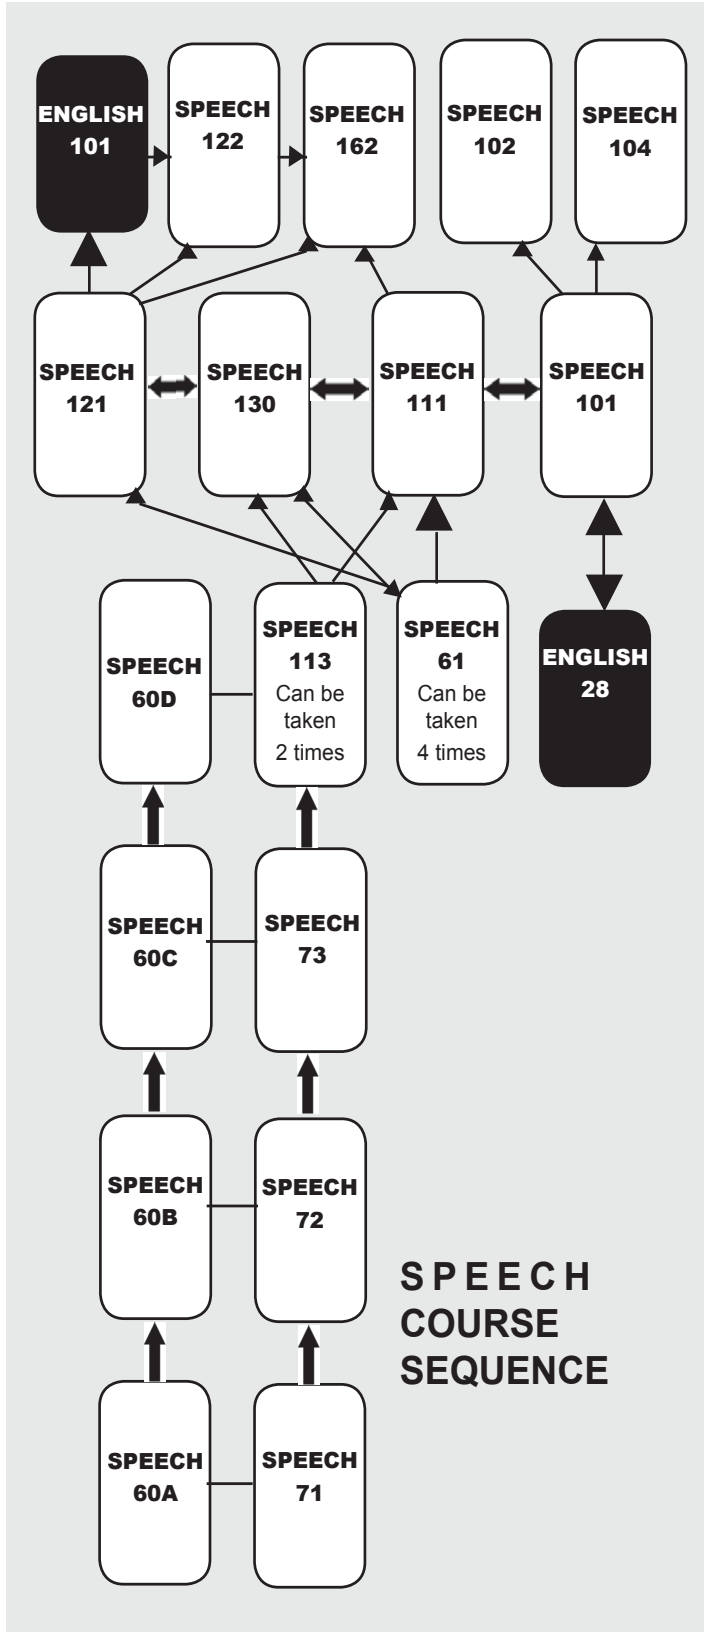 ENGLISH
101
SPEECH
122
SPEECH
162
SPEECH
102
SPEECH
104
SPEECH
121
SPEECH
130
SPEECH
111
SPEECH
101
SPEECH
60D
SPEECH
113
Can be
taken
2 times
SPEECH
61
Can be
taken
4 times
ENGLISH
28
SPEECH
60C
SPEECH
73
SPEECH
60B
SPEECH
72
SPEECH
60A
SPEECH
71
SPEECH
COURSE
SEQUENCE